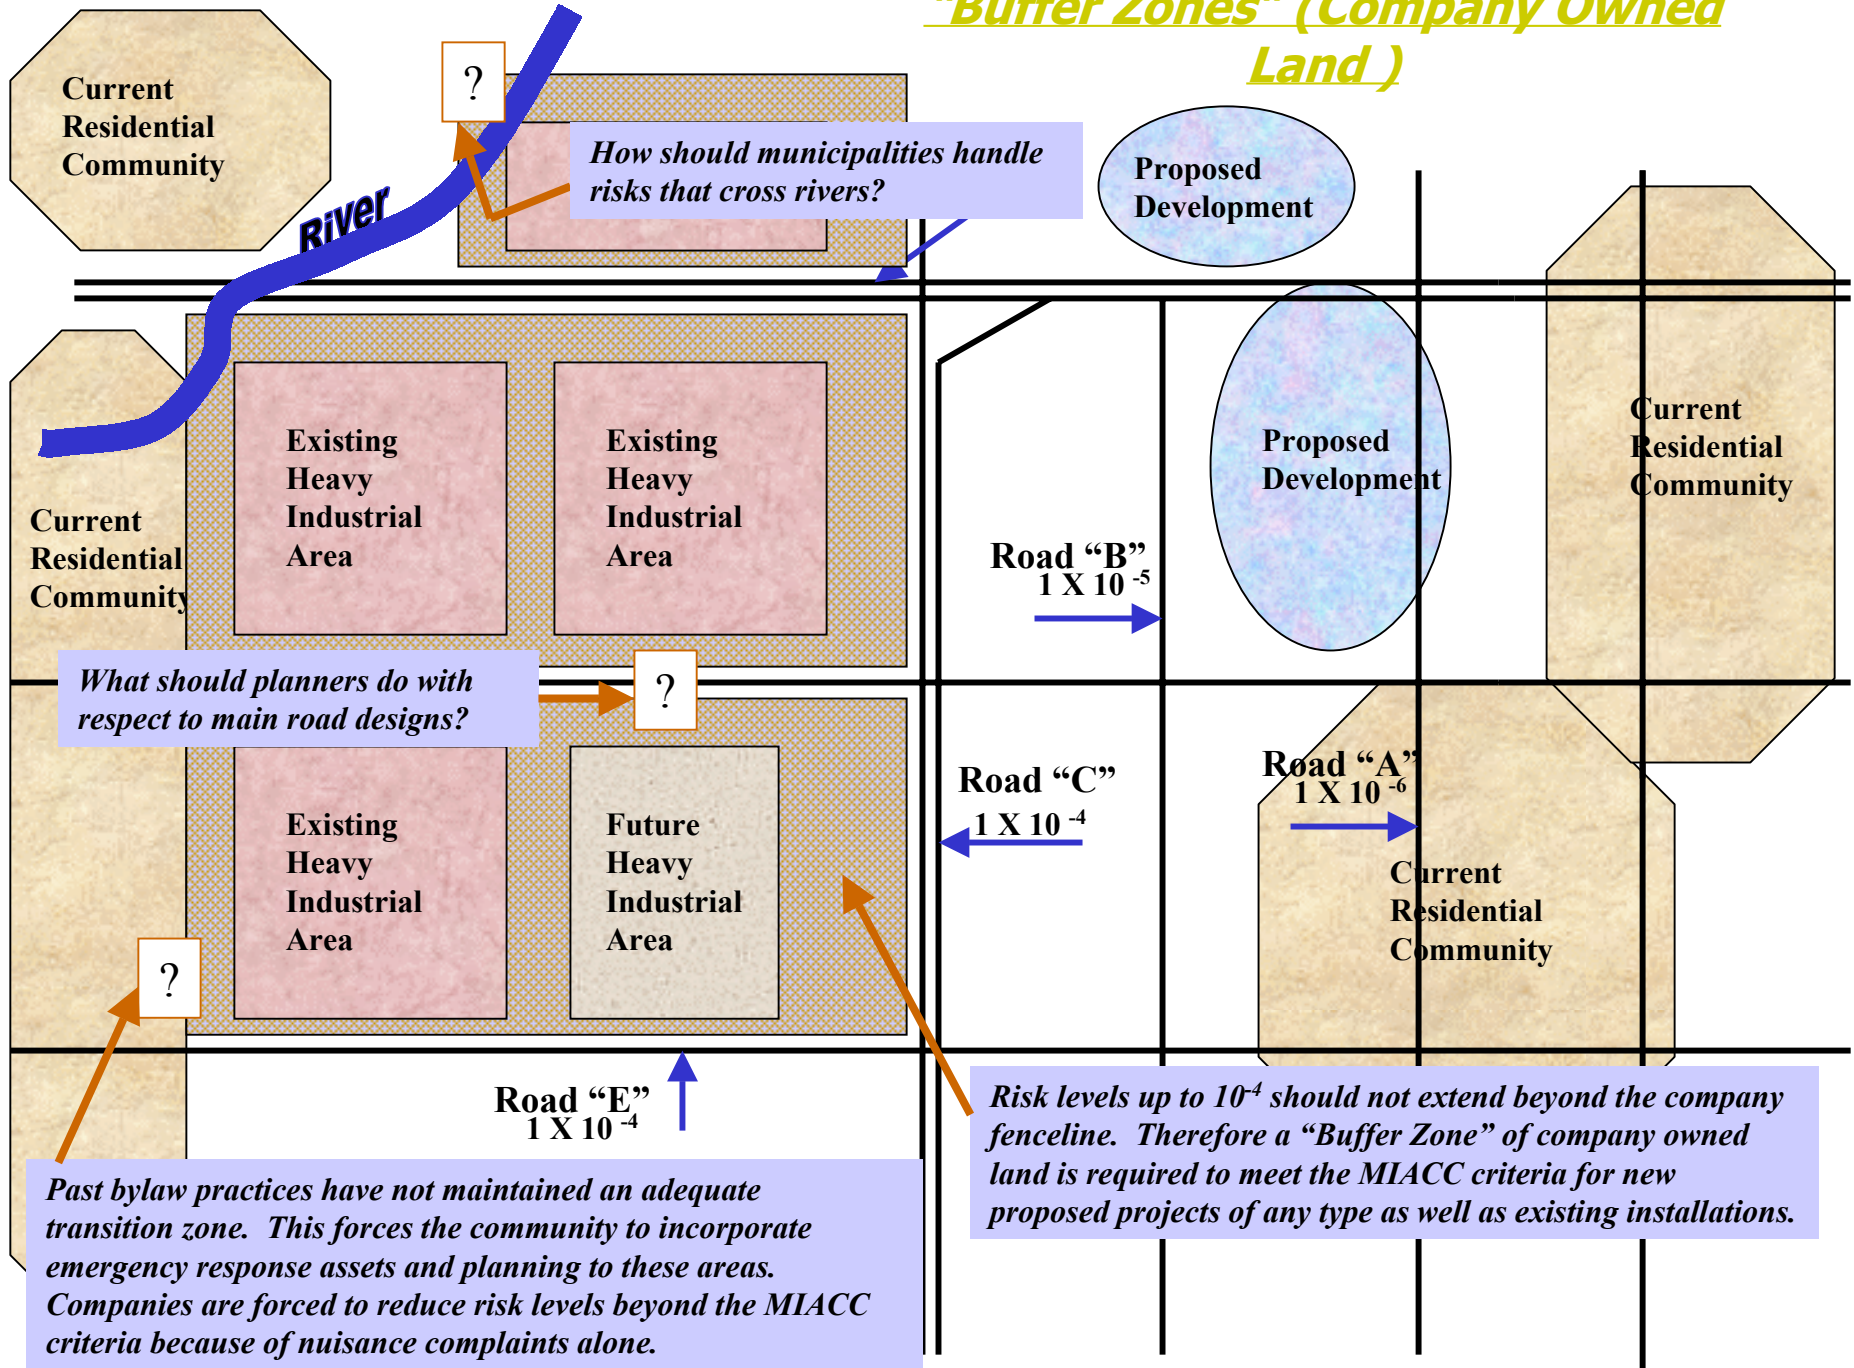 “Buffer Zones” (Company Owned
Land )
Current
Residential
Community
?
How should municipalities handle
risks that cross rivers?
Proposed
Development
River
Existing
Heavy
Industrial
Area
Existing
Heavy
Industrial
Area
Proposed
Development
Current
Residential
Community
Current
Residential
Community
Road “B”
1 X 10 -5
What should planners do with
respect to main road designs?
?
Road “C”
1 X 10 -4
Road “A”
1 X 10 -6
Existing
Heavy
Industrial
Area
Future
Heavy
Industrial
Area
Current
Residential
Community
?
Road “E”
1 X 10 -4
Risk levels up to 10-4 should not extend beyond the company
fenceline. Therefore a “Buffer Zone” of company owned
land is required to meet the MIACC criteria for new
proposed projects of any type as well as existing installations.
Past bylaw practices have not maintained an adequate
transition zone. This forces the community to incorporate
emergency response assets and planning to these areas.
Companies are forced to reduce risk levels beyond the MIACC
criteria because of nuisance complaints alone.